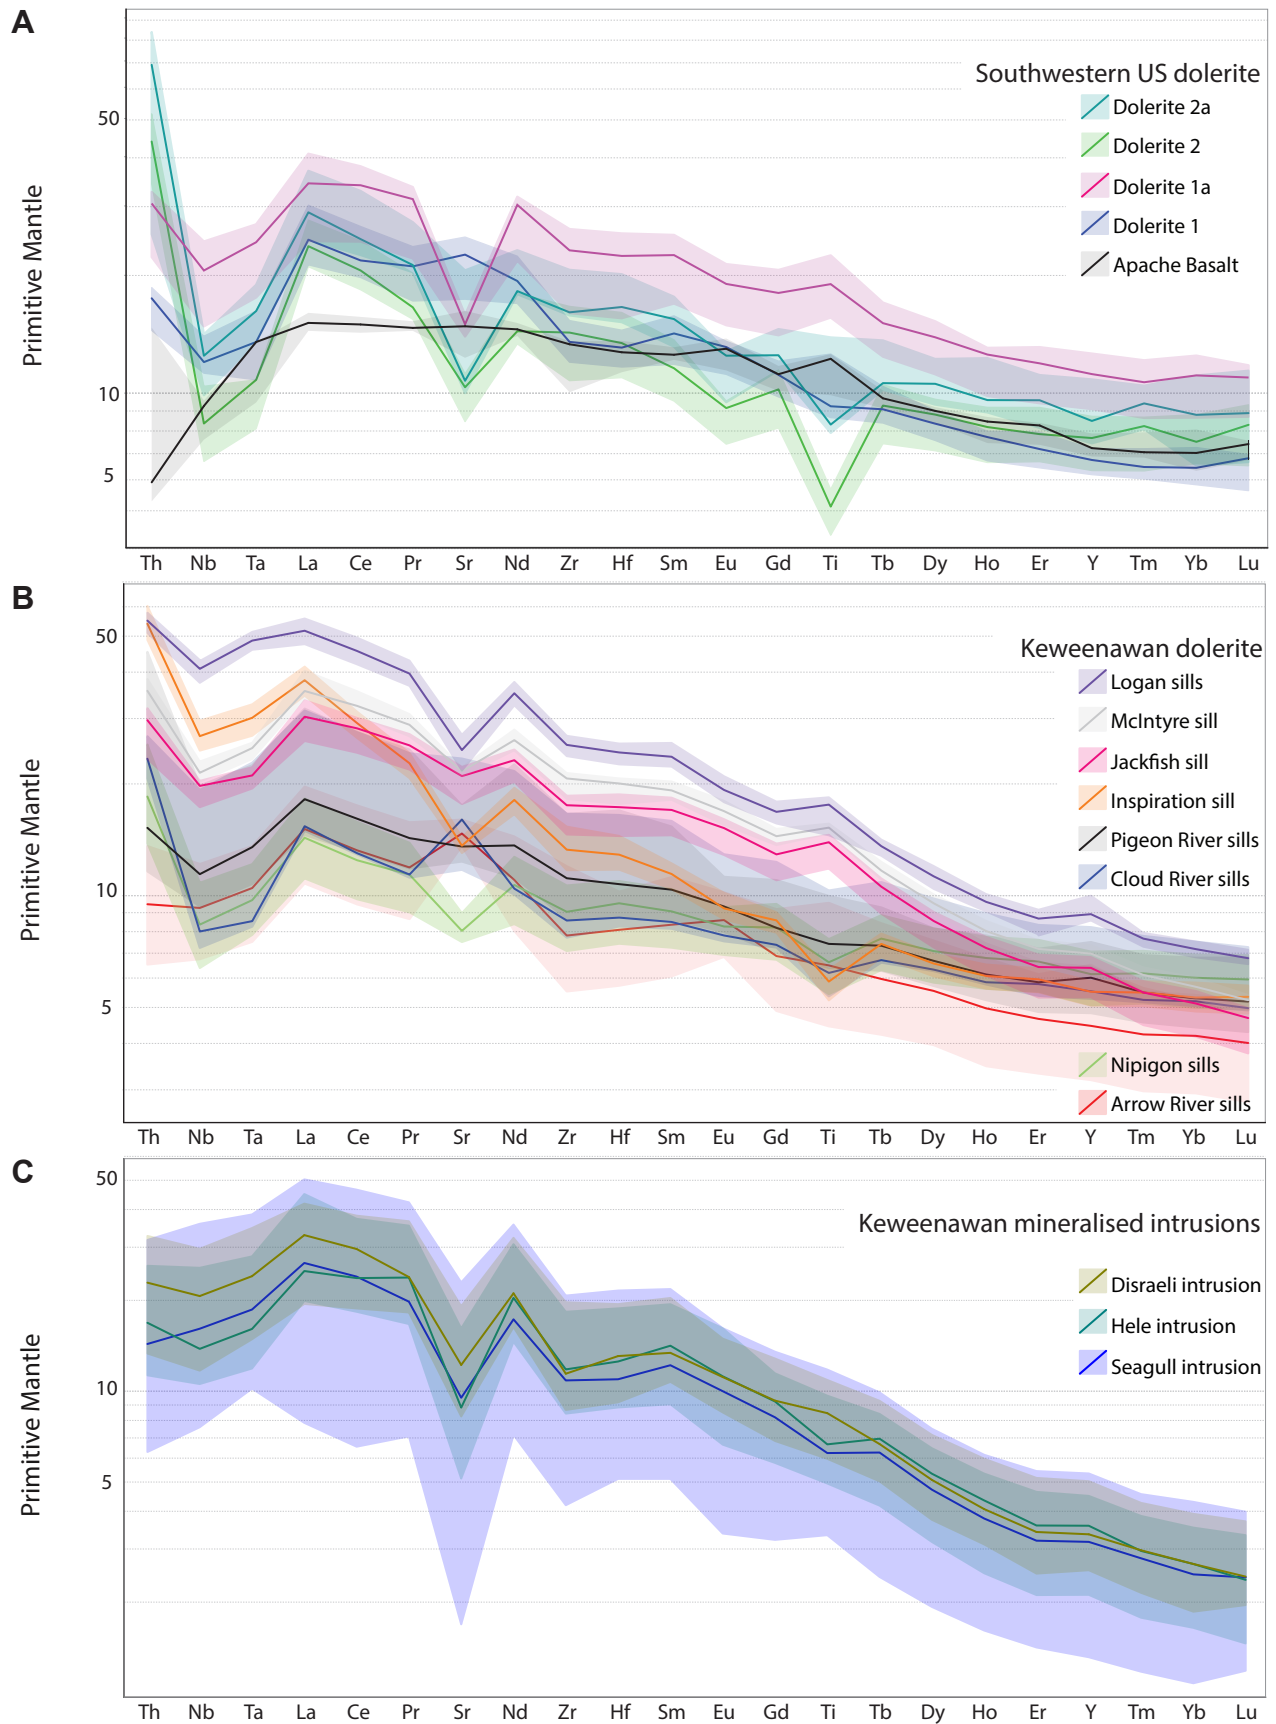 A
Southwestern US dolerite
Dolerite 2a
Dolerite 2
Dolerite 1a
Dolerite 1
Apache Basalt
Primitive Mantle
50
10
5
Th Nb Ta La Ce Pr Sr Nd Zr Hf Sm Eu Gd Ti Tb Dy Ho Er Y Tm Yb Lu
B
Keweenawan dolerite
Logan sills
McIntyre sill
Jackfish sill
Inspiration sill
Pigeon River sills
Cloud River sills
Nipigon sills
Arrow River sills
Primitive Mantle
50
10
5
Th Nb Ta La Ce Pr Sr Nd Zr Hf Sm Eu Gd Ti Tb Dy Ho Er Y Tm Yb Lu
C
Keweenawan mineralised intrusions
Disraeli intrusion
Hele intrusion
Seagull intrusion
Primitive Mantle
50
10
5
Th Nb Ta La Ce Pr Sr Nd Zr Hf Sm Eu Gd Ti Tb Dy Ho Er Y Tm Yb Lu